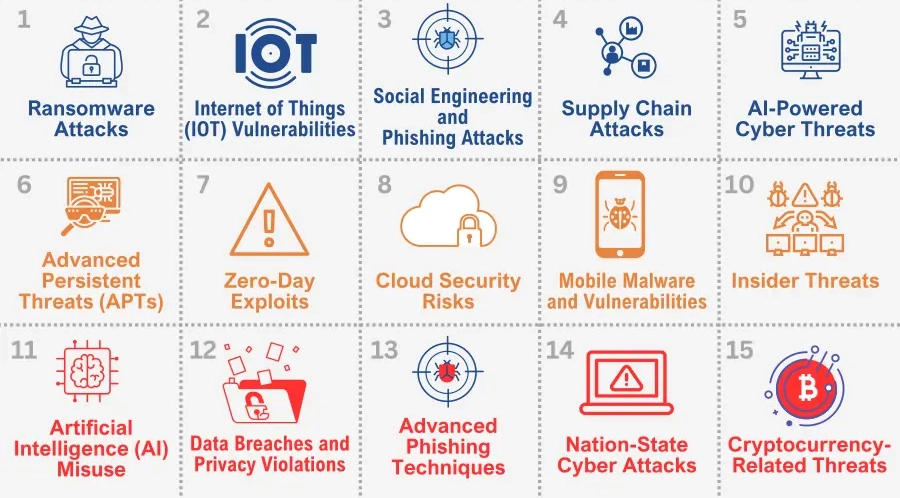 1
Ransomware
Attacks
2
IOT
Internet of Things
(IOT) Vulnerabilities
3
Social Engineering
and
Phishing Attacks
4
Supply Chain
Attacks
5
AI-Powered
Cyber Threats
6
Advanced
Persistent
Threats (APTs)
7
Zero-Day
Exploits
8
Cloud Security
Risks
9
Mobile Malware
and Vulnerabilities
10
Insider Threats
11
Artificial
Intelligence (AI)
Misuse
12
Data Breaches and
Privacy Violations
13
Advanced
Phishing
Techniques
14
Nation-State
Cyber Attacks
15
Cryptocurrency-
Related Threats